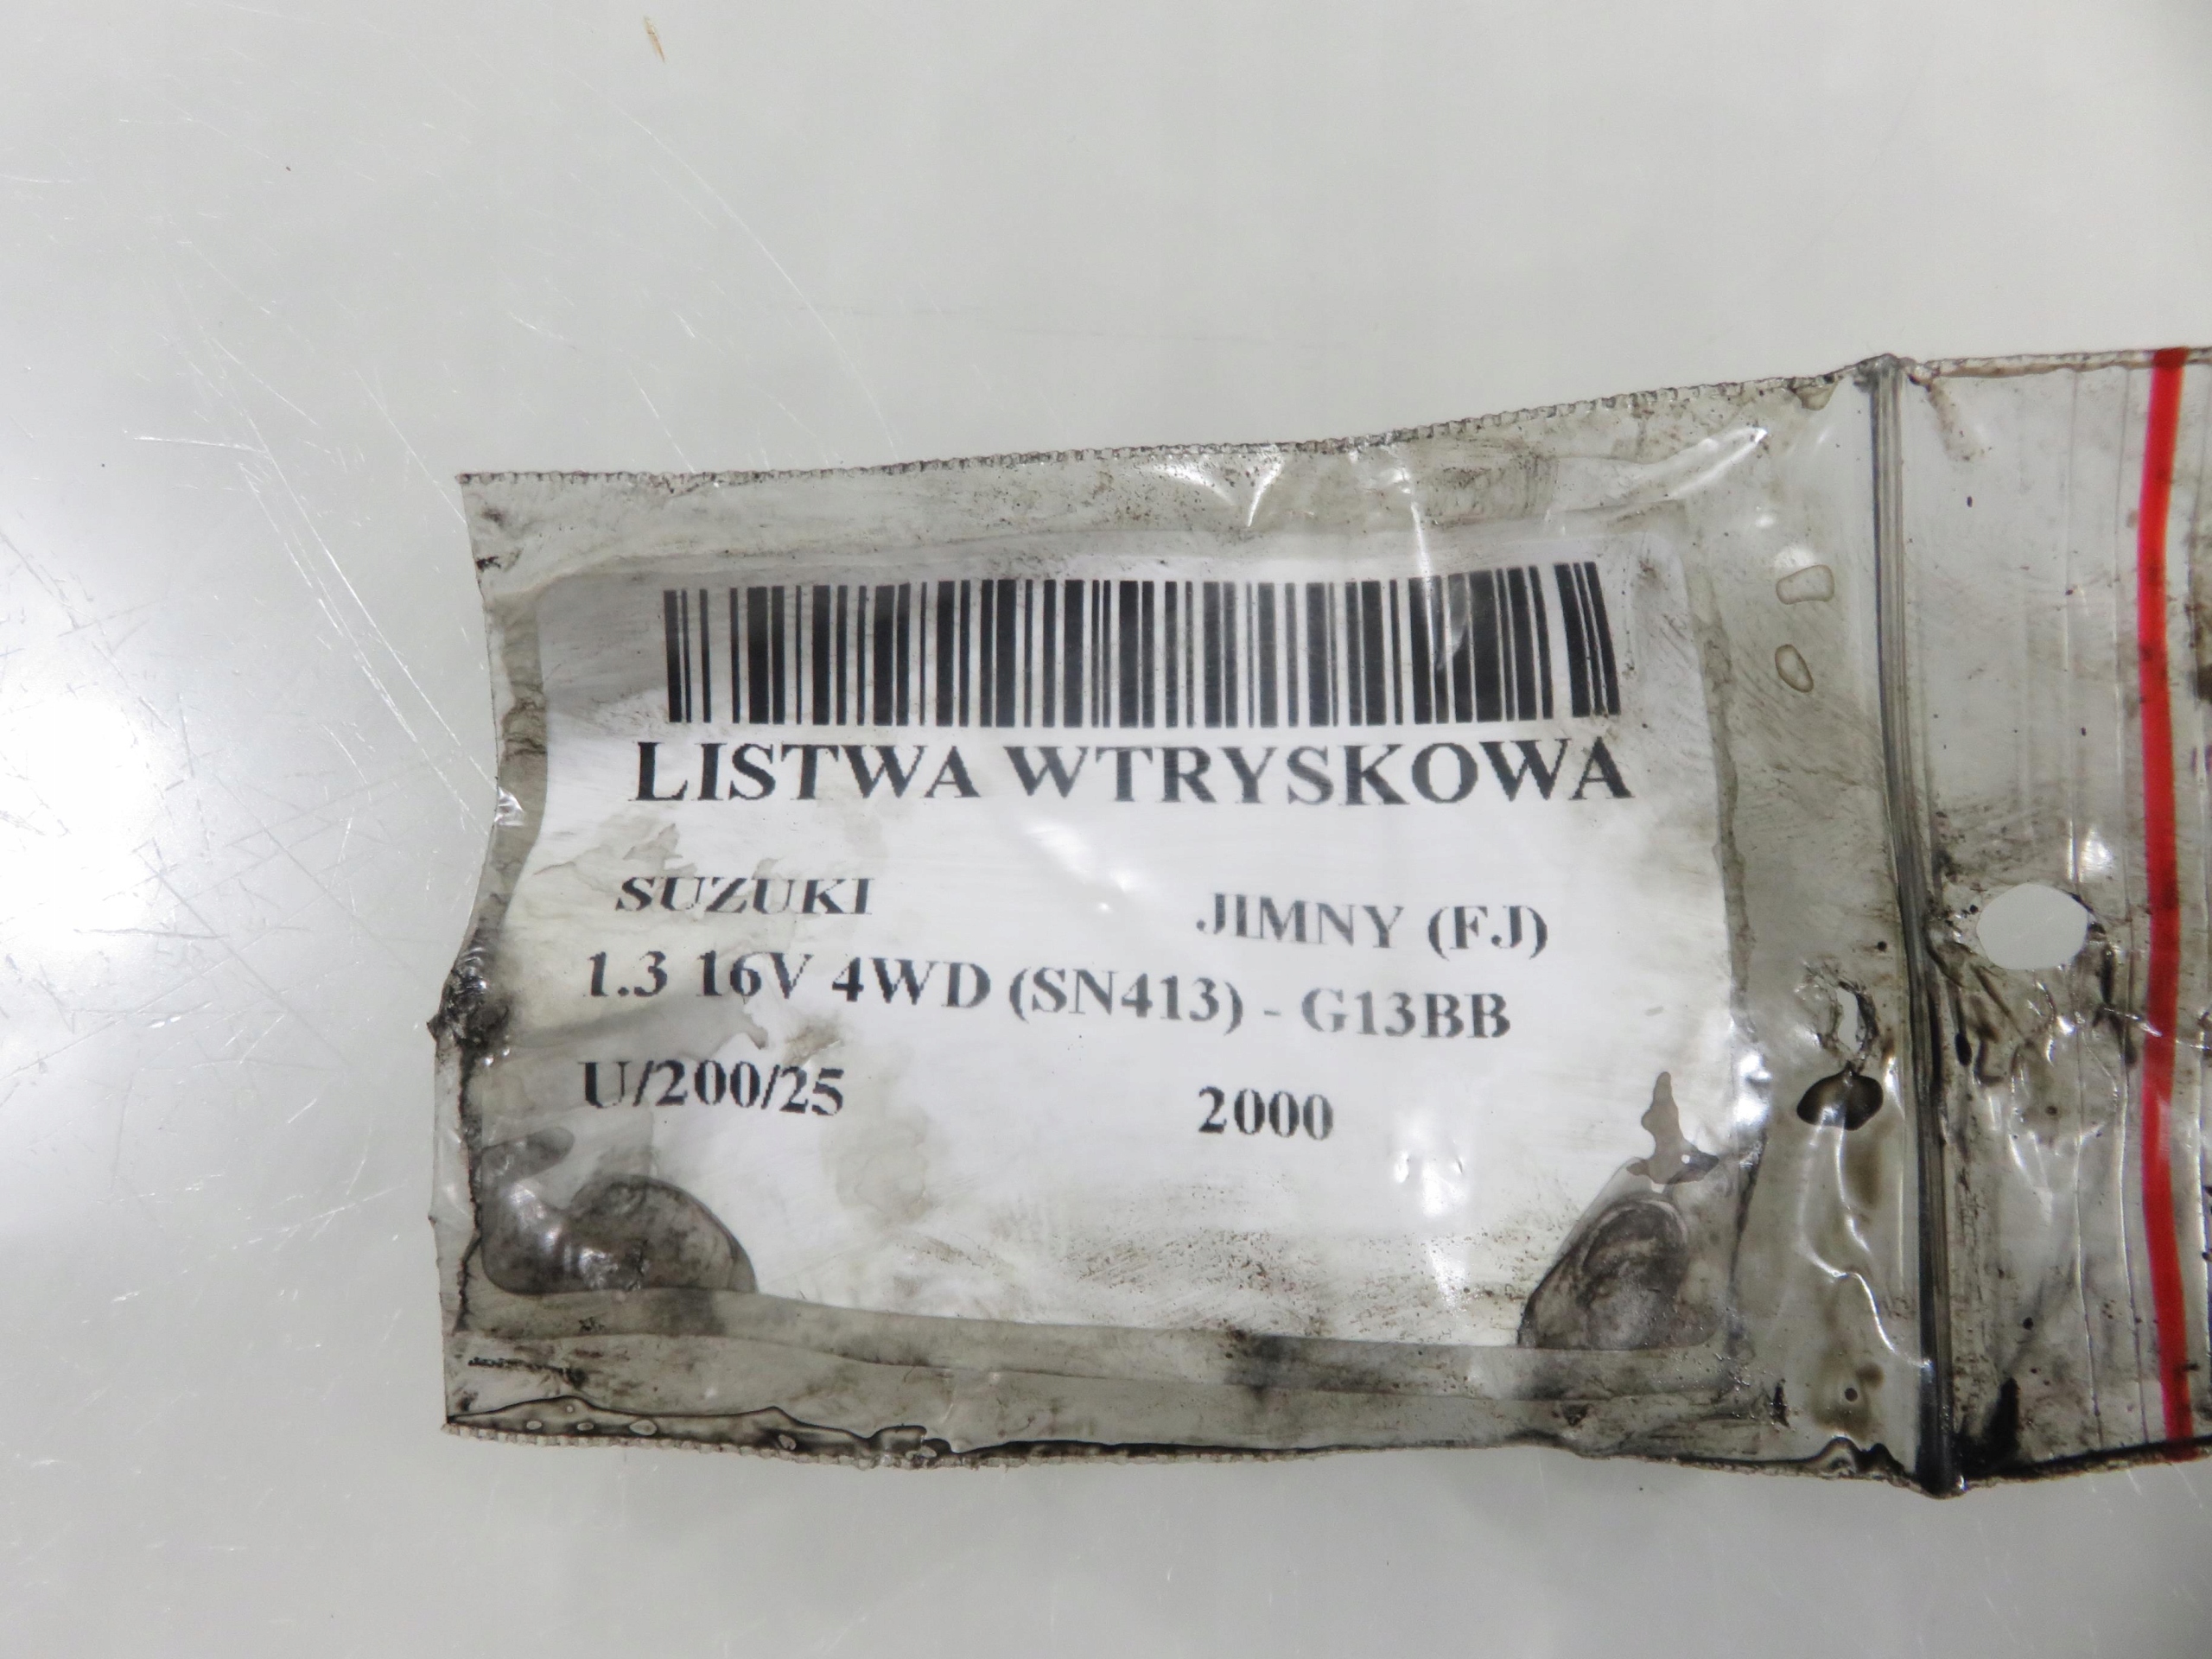 LISTWA WTRYSKOWA
SUZUKI JIMNY (FJ)
1.3 16V 4WD (SN413) - G13BB
U/200/25 2000